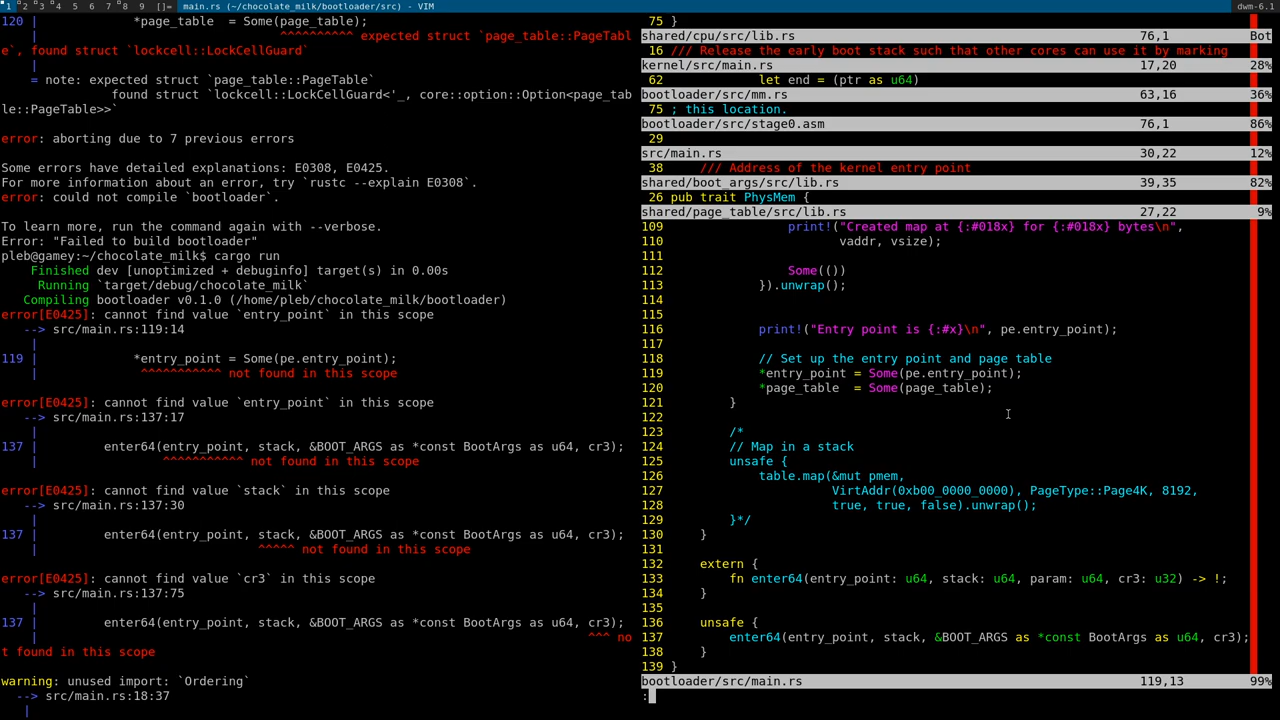 1 2 3 4 5 6 7 8 9 []= main.rs (~/chocolate_milk/bootloader/src) - VIM dwm-6.1
120 |             *page_table  = Some(page_table);
    |                                 ^^^^^^^^^^ expected struct `page_table::PageTabl
e`, found struct `lockcell::LockCellGuard`
    |
    = note: expected struct `page_table::PageTable`
               found struct `lockcell::LockCellGuard<'_, core::option::Option<page_tab
le::PageTable>>`
error: aborting due to 7 previous errors
Some errors have detailed explanations: E0308, E0425.
For more information about an error, try `rustc --explain E0308`.
error: could not compile `bootloader`.
To learn more, run the command again with --verbose.
Error: "Failed to build bootloader"
pleb@gamey:~/chocolate_milk$ cargo run
    Finished dev [unoptimized + debuginfo] target(s) in 0.00s
     Running `target/debug/chocolate_milk`
   Compiling bootloader v0.1.0 (/home/pleb/chocolate_milk/bootloader)
error[E0425]: cannot find value `entry_point` in this scope
   --> src/main.rs:119:14
    |
119 |             *entry_point = Some(pe.entry_point);
    |              ^^^^^^^^^^^ not found in this scope
error[E0425]: cannot find value `entry_point` in this scope
   --> src/main.rs:137:17
    |
137 |         enter64(entry_point, stack, &BOOT_ARGS as *const BootArgs as u64, cr3);
    |                 ^^^^^^^^^^^ not found in this scope
error[E0425]: cannot find value `stack` in this scope
   --> src/main.rs:137:30
    |
137 |         enter64(entry_point, stack, &BOOT_ARGS as *const BootArgs as u64, cr3);
    |                              ^^^^^ not found in this scope
error[E0425]: cannot find value `cr3` in this scope
   --> src/main.rs:137:75
    |
137 |         enter64(entry_point, stack, &BOOT_ARGS as *const BootArgs as u64, cr3);
    |                                                                           ^^^ no
t found in this scope
warning: unused import: `Ordering`
  --> src/main.rs:18:37
   |
75 }
shared/cpu/src/lib.rs 76,1 Bot
16 /// Release the early boot stack such that other cores can use it by marking
kernel/src/main.rs 17,20 28%
62             let end = (ptr as u64)
bootloader/src/mm.rs 63,16 36%
75 ; this location.
bootloader/src/stage0.asm 76,1 86%
29
src/main.rs 30,22 12%
38     /// Address of the kernel entry point
shared/boot_args/src/lib.rs 39,35 82%
26 pub trait PhysMem {
shared/page_table/src/lib.rs 27,22 9%
109                 print!("Created map at {:#018x} for {:#018x} bytes\n",
110                        vaddr, vsize);
111
112                 Some(())
113             }).unwrap();
114
115
116             print!("Entry point is {:#x}\n", pe.entry_point);
117
118             // Set up the entry point and page table
119             *entry_point = Some(pe.entry_point);
120             *page_table  = Some(page_table);
121         }
122
123         /*
124         // Map in a stack
125         unsafe {
126             table.map(&mut pmem,
127                       VirtAddr(0xb00_0000_0000), PageType::Page4K, 8192,
128                       true, true, false).unwrap();
129         }*/
130     }
131
132     extern {
133         fn enter64(entry_point: u64, stack: u64, param: u64, cr3: u32) -> !;
134     }
135
136     unsafe {
137         enter64(entry_point, stack, &BOOT_ARGS as *const BootArgs as u64, cr3);
138     }
139 }
bootloader/src/main.rs 119,13 99%
: